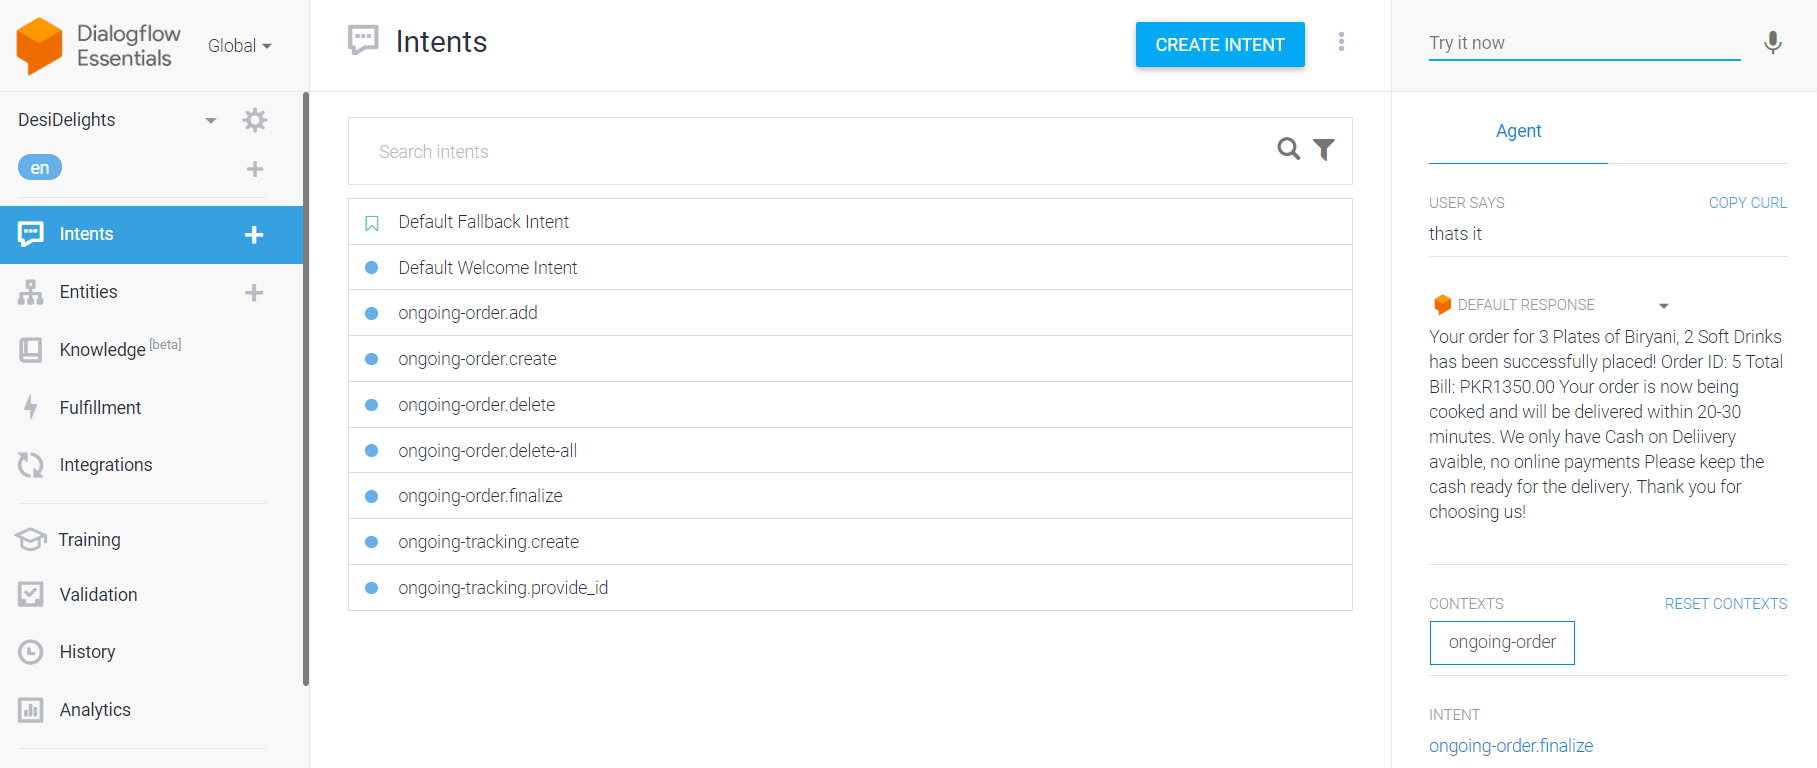 Dialogflow
Essentials
Global
DesiDelights
en
Intents
Entities
Knowledge [beta]
Fulfillment
Integrations
Training
Validation
History
Analytics
Intents
CREATE INTENT
Search intents
Default Fallback Intent
Default Welcome Intent
ongoing-order.add
ongoing-order.create
ongoing-order.delete
ongoing-order.delete-all
ongoing-order.finalize
ongoing-tracking.create
ongoing-tracking.provide_id
Try it now
Agent
USER SAYS COPY CURL
thats it
DEFAULT RESPONSE
Your order for 3 Plates of Biryani, 2 Soft Drinks
has been successfully placed! Order ID: 5 Total
Bill: PKR1350.00 Your order is now being
cooked and will be delivered within 20-30
minutes. We only have Cash on Deliivery
avaible, no online payments Please keep the
cash ready for the delivery. Thank you for
choosing us!
CONTEXTS RESET CONTEXTS
ongoing-order
INTENT
ongoing-order.finalize